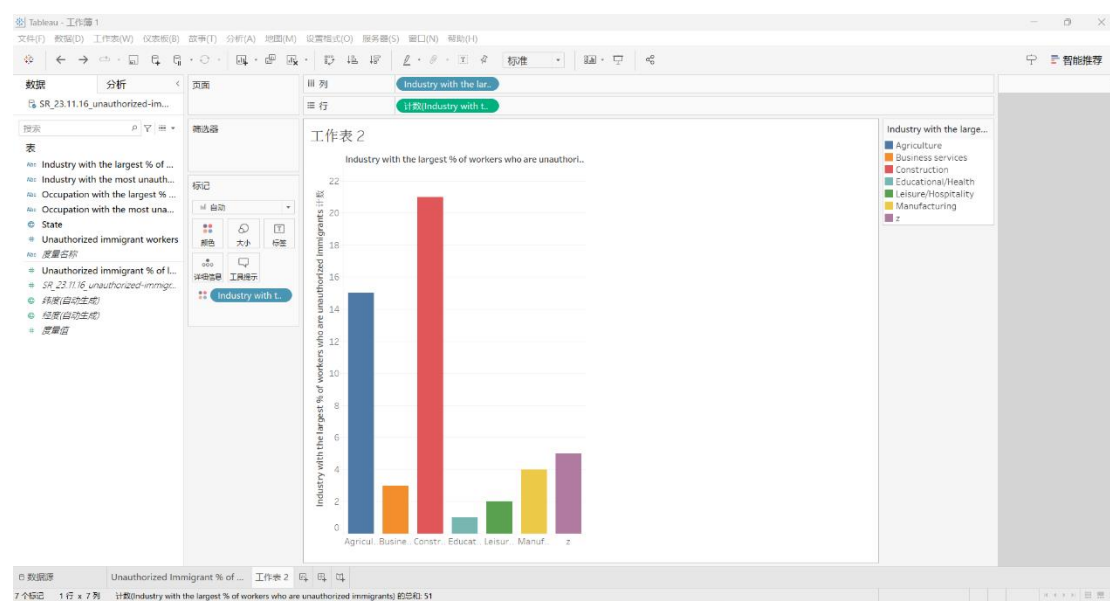 Tableau - 工作簿 1
文件(F) 数据(D) 工作表(W) 仪表板(B) 故事(T) 分析(A) 地图(M) 设置格式(O) 服务器(S) 窗口(N) 帮助(H)
标准
智能推荐
数据 分析
SR_23.11.16_unauthorized-im...
搜索
表
Abc Industry with the largest % of ...
Abc Industry with the most unauth...
Abc Occupation with the largest % ...
Abc Occupation with the most una...
State
# Unauthorized immigrant workers
Abc 度量名称
# Unauthorized immigrant % of l...
# SR_23.11.16_unauthorized-immigr...
纬度(自动生成)
经度(自动生成)
# 度量值
页面
筛选器
标记
自动
颜色 大小 标签
详细信息 工具提示
Industry with t..
列 Industry with the lar..
行 计数(Industry with t..
工作表 2
Industry with the largest % of workers who are unauthori..
Industry with the largest % of workers who are unauthorized immigrants 计数
22
20
18
16
14
12
10
8
6
4
2
0
Agricul.. Busine.. Constr.. Educat.. Leisur.. Manuf.. z
Industry with the large...
Agriculture
Business services
Construction
Educational/Health
Leisure/Hospitality
Manufacturing
z
数据源 Unauthorized Immigrant % of ... 工作表 2
7 个标记 1 行 x 7 列 计数(Industry with the largest % of workers who are unauthorized immigrants) 的总和: 51